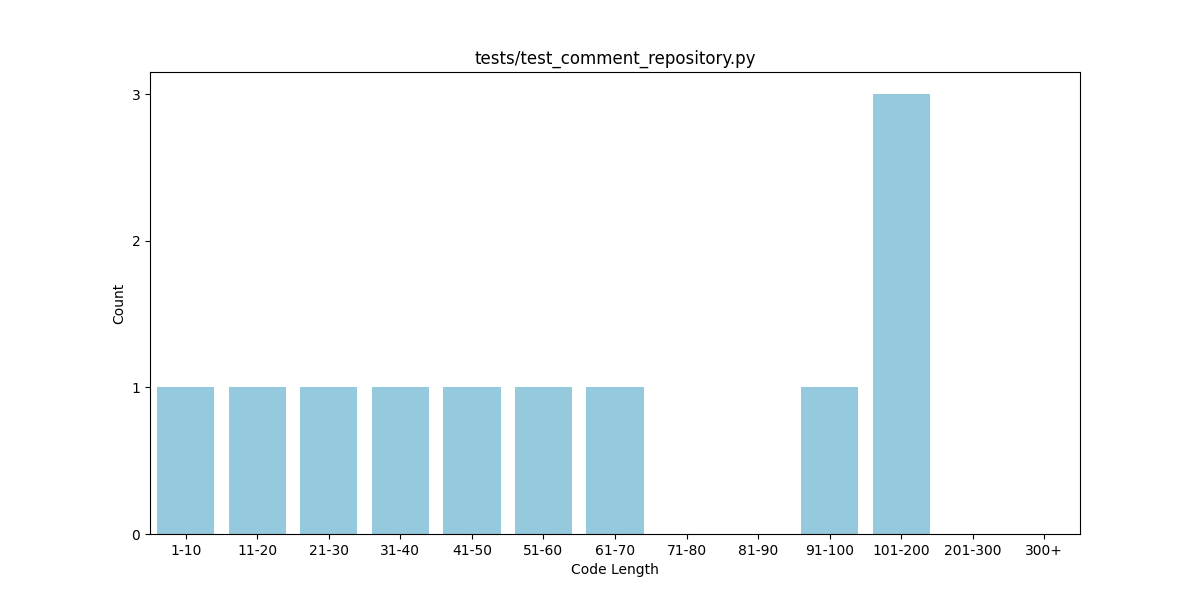 tests/test_comment_repository.py
3
2
1
0
Count
1-10 11-20 21-30 31-40 41-50 51-60 61-70 71-80 81-90 91-100 101-200 201-300 300+
Code Length